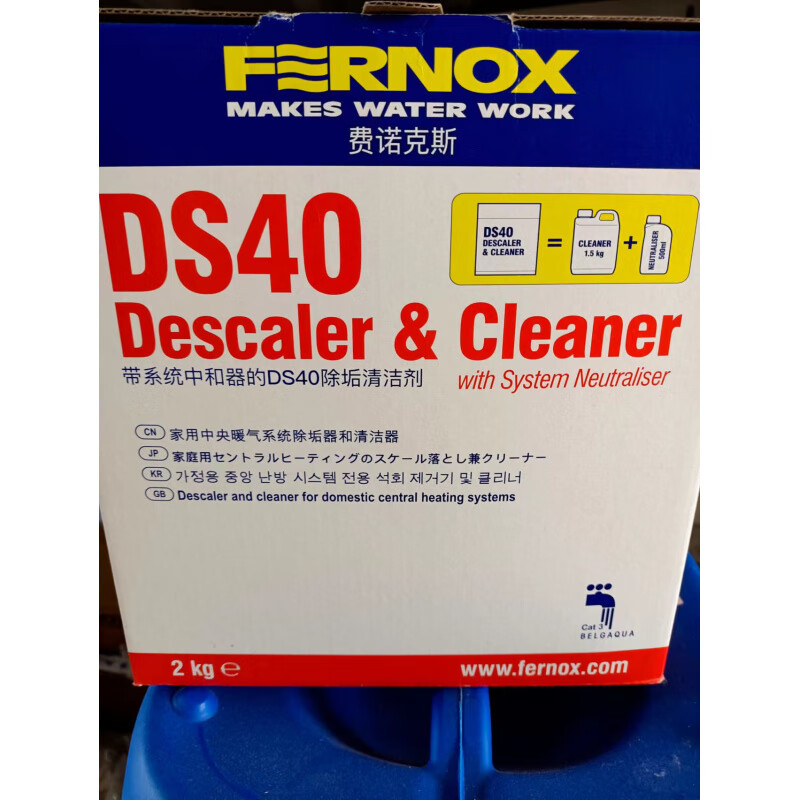 FERNOX
MAKES WATER WORK
费诺克斯
DS40
DS40
DESCALER
& CLEANER
=
CLEANER
1.5 kg
+
NEUTRALISER
500ml
Descaler & Cleaner
带系统中和器的DS40除垢清洁剂
with System Neutraliser
CN 家用中央暖气系统除垢器和清洁器
JP 家庭用セントラルヒーティングのスケール落とし兼クリーナー
KR 가정용 중앙 난방 시스템 전용 석회 제거기 및 클리너
GB Descaler and cleaner for domestic central heating systems
Cat 3
BELGAQUA
2 kg ℮
www.fernox.com